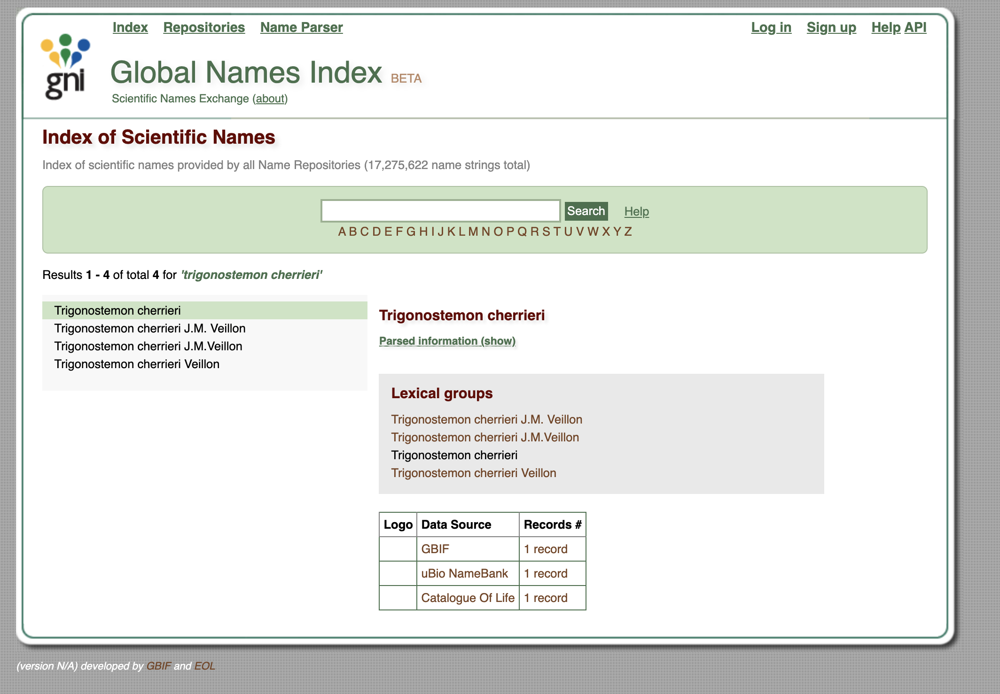 Index Repositories Name Parser Log in Sign up Help API
gni
Global Names Index BETA
Scientific Names Exchange (about)
Index of Scientific Names
Index of scientific names provided by all Name Repositories (17,275,622 name strings total)
Search Help
A B C D E F G H I J K L M N O P Q R S T U V W X Y Z
Results 1 - 4 of total 4 for 'trigonostemon cherrieri'
Trigonostemon cherrieri
Trigonostemon cherrieri J.M. Veillon
Trigonostemon cherrieri J.M.Veillon
Trigonostemon cherrieri Veillon
Trigonostemon cherrieri
Parsed information (show)
Lexical groups
Trigonostemon cherrieri J.M. Veillon
Trigonostemon cherrieri J.M.Veillon
Trigonostemon cherrieri
Trigonostemon cherrieri Veillon
Logo Data Source Records #
GBIF 1 record
uBio NameBank 1 record
Catalogue Of Life 1 record
(version N/A) developed by GBIF and EOL